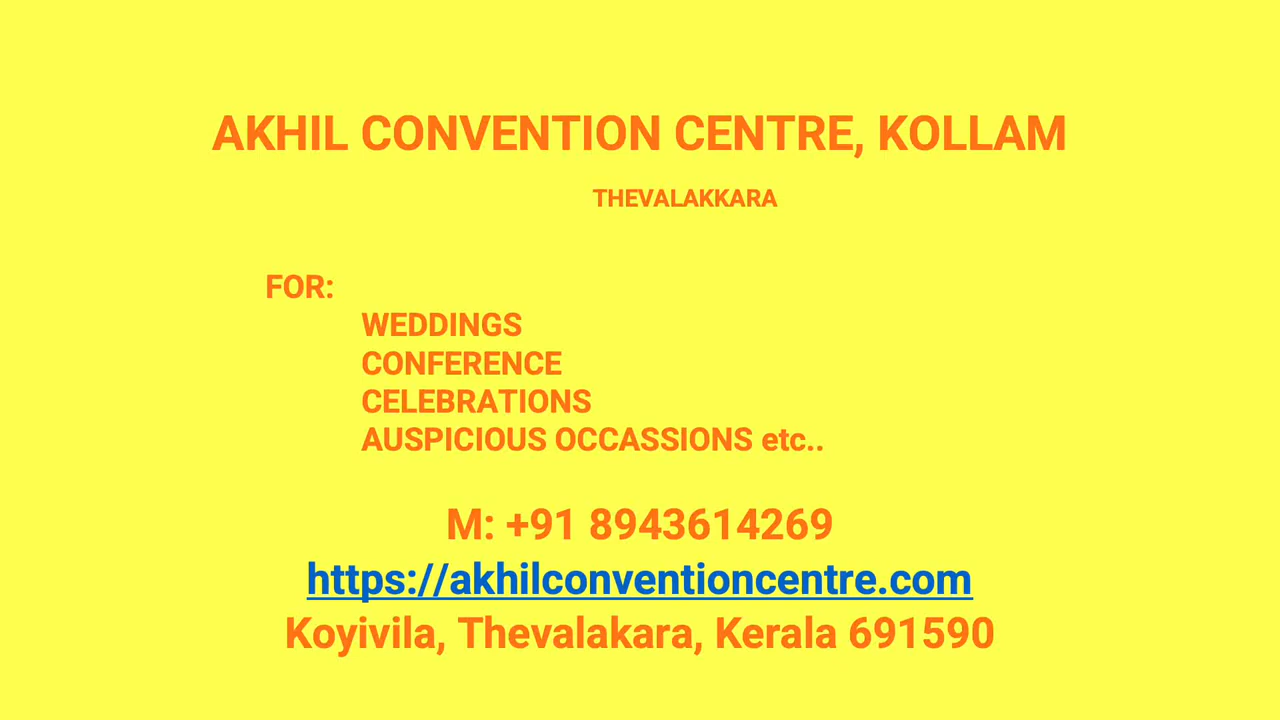 AKHIL CONVENTION CENTRE, KOLLAM
THEVALAKKARA
FOR:
WEDDINGS
CONFERENCE
CELEBRATIONS
AUSPICIOUS OCCASSIONS etc..
M: +91 8943614269
https://akhilconventioncentre.com
Koyivila, Thevalakara, Kerala 691590